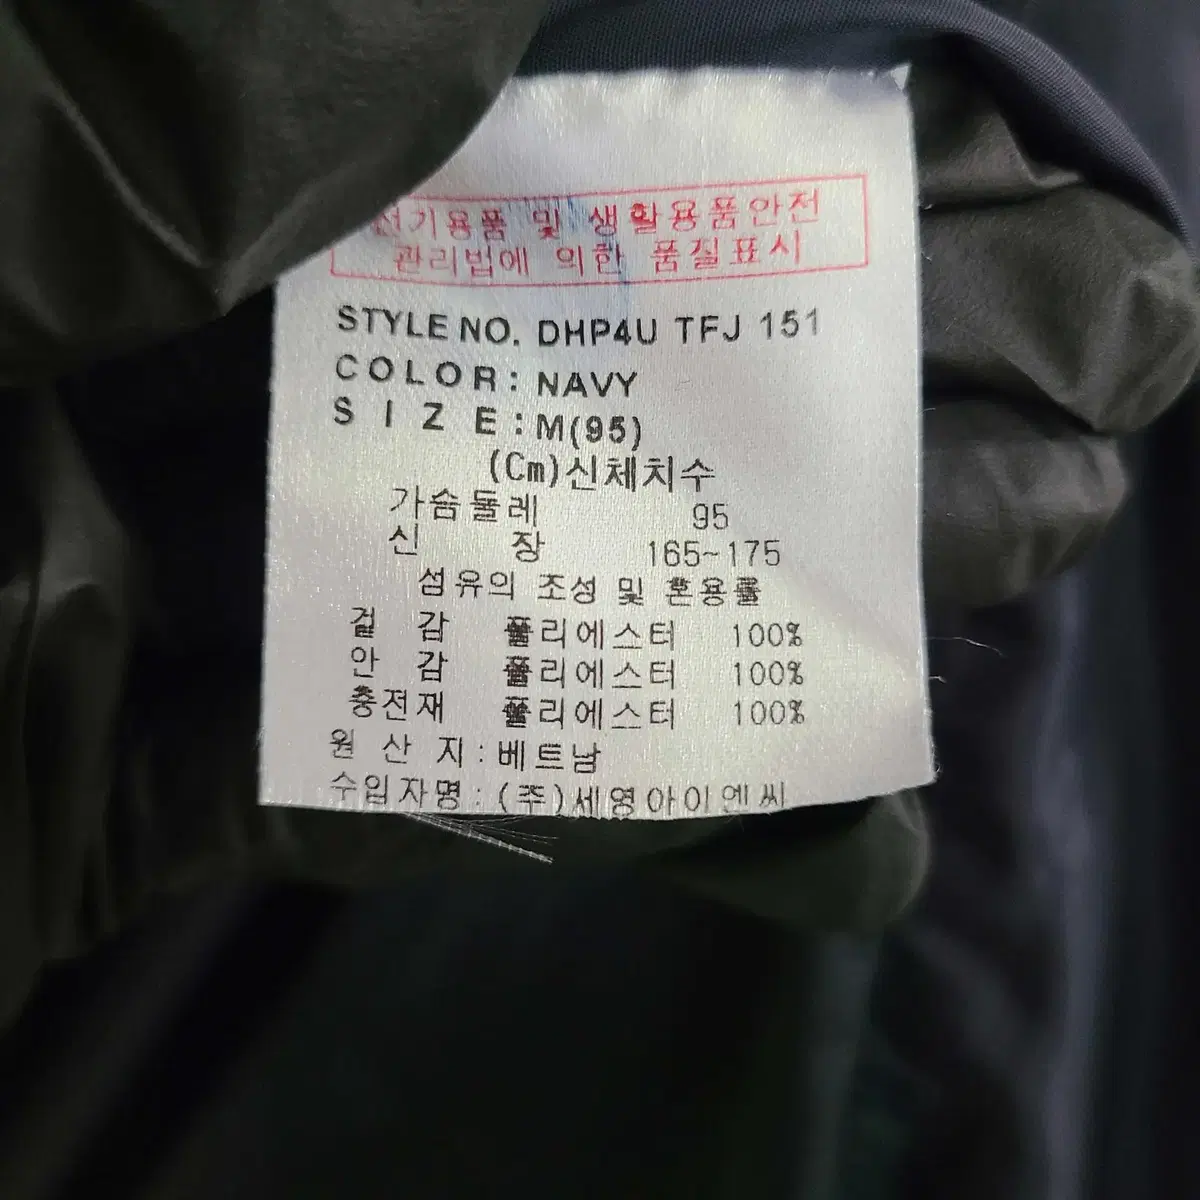 전기용품 및 생활용품안전
관리법에 의한 품질표시
STYLE NO. DHP4U TFJ 151
COLOR: NAVY
SIZE: M(95)
(Cm)신체치수
가슴둘레 95
신 장 165~175
섬유의 조성 및 혼용률
겉 감 폴리에스터 100%
안 감 폴리에스터 100%
충전재 폴리에스터 100%
원 산 지 : 베트남
수입자명 : (주)세영아이엔씨